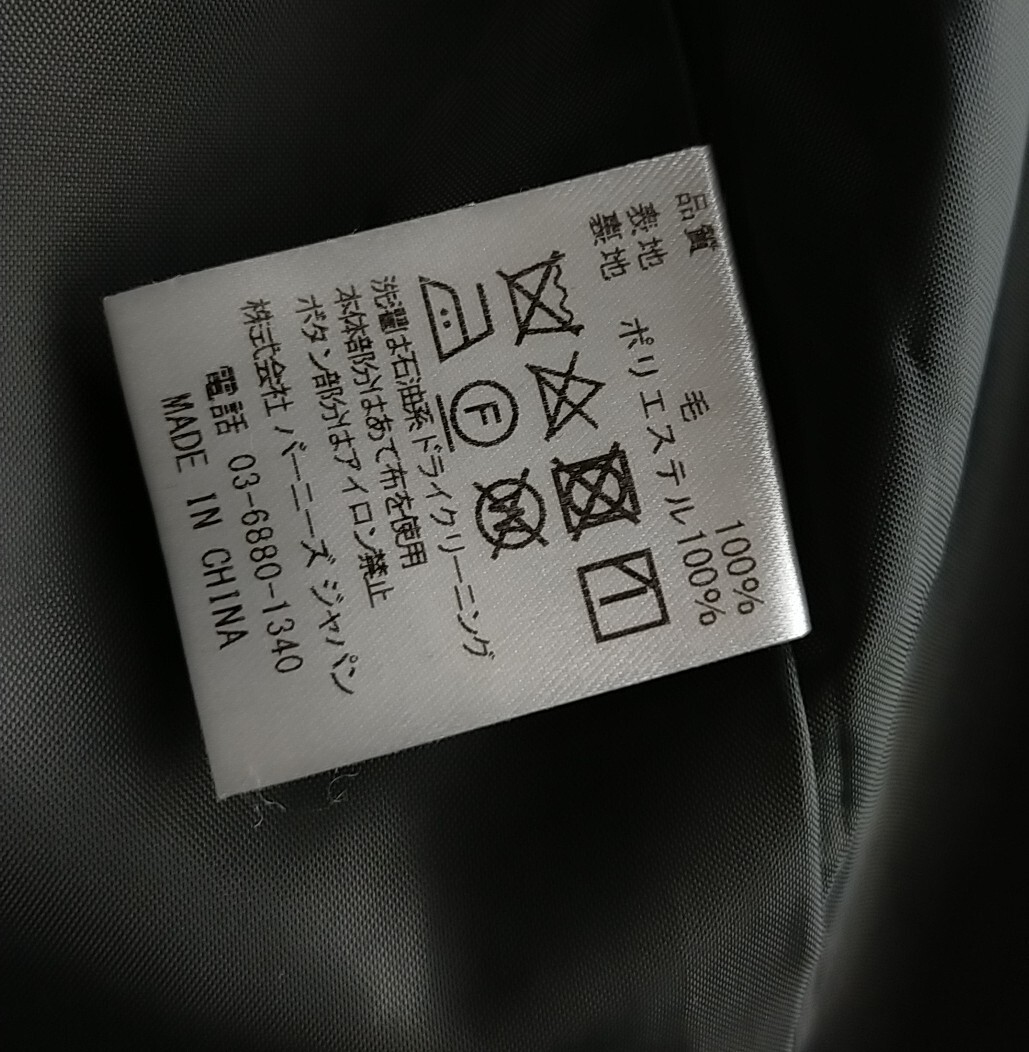 品質
表地 毛 100%
裏地 ポリエステル 100%
F W
洗濯は石油系ドライクリーニング
本体部分はあて布を使用
ボタン部分はアイロン禁止
株式会社 バーニーズ ジャパン
電話 03-6880-1340
MADE IN CHINA